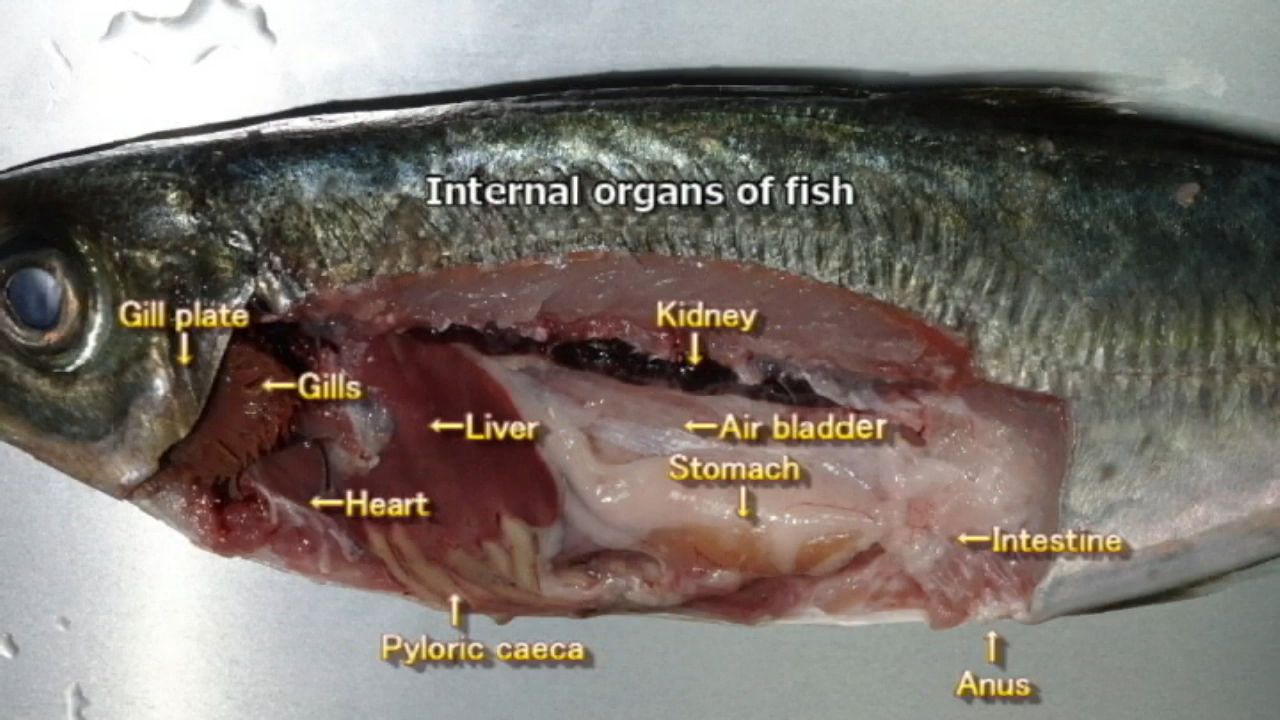 Internal organs of fish
Gill plate
Kidney
Gills
Liver
Air bladder
Stomach
Heart
Intestine
Pyloric caeca
Anus